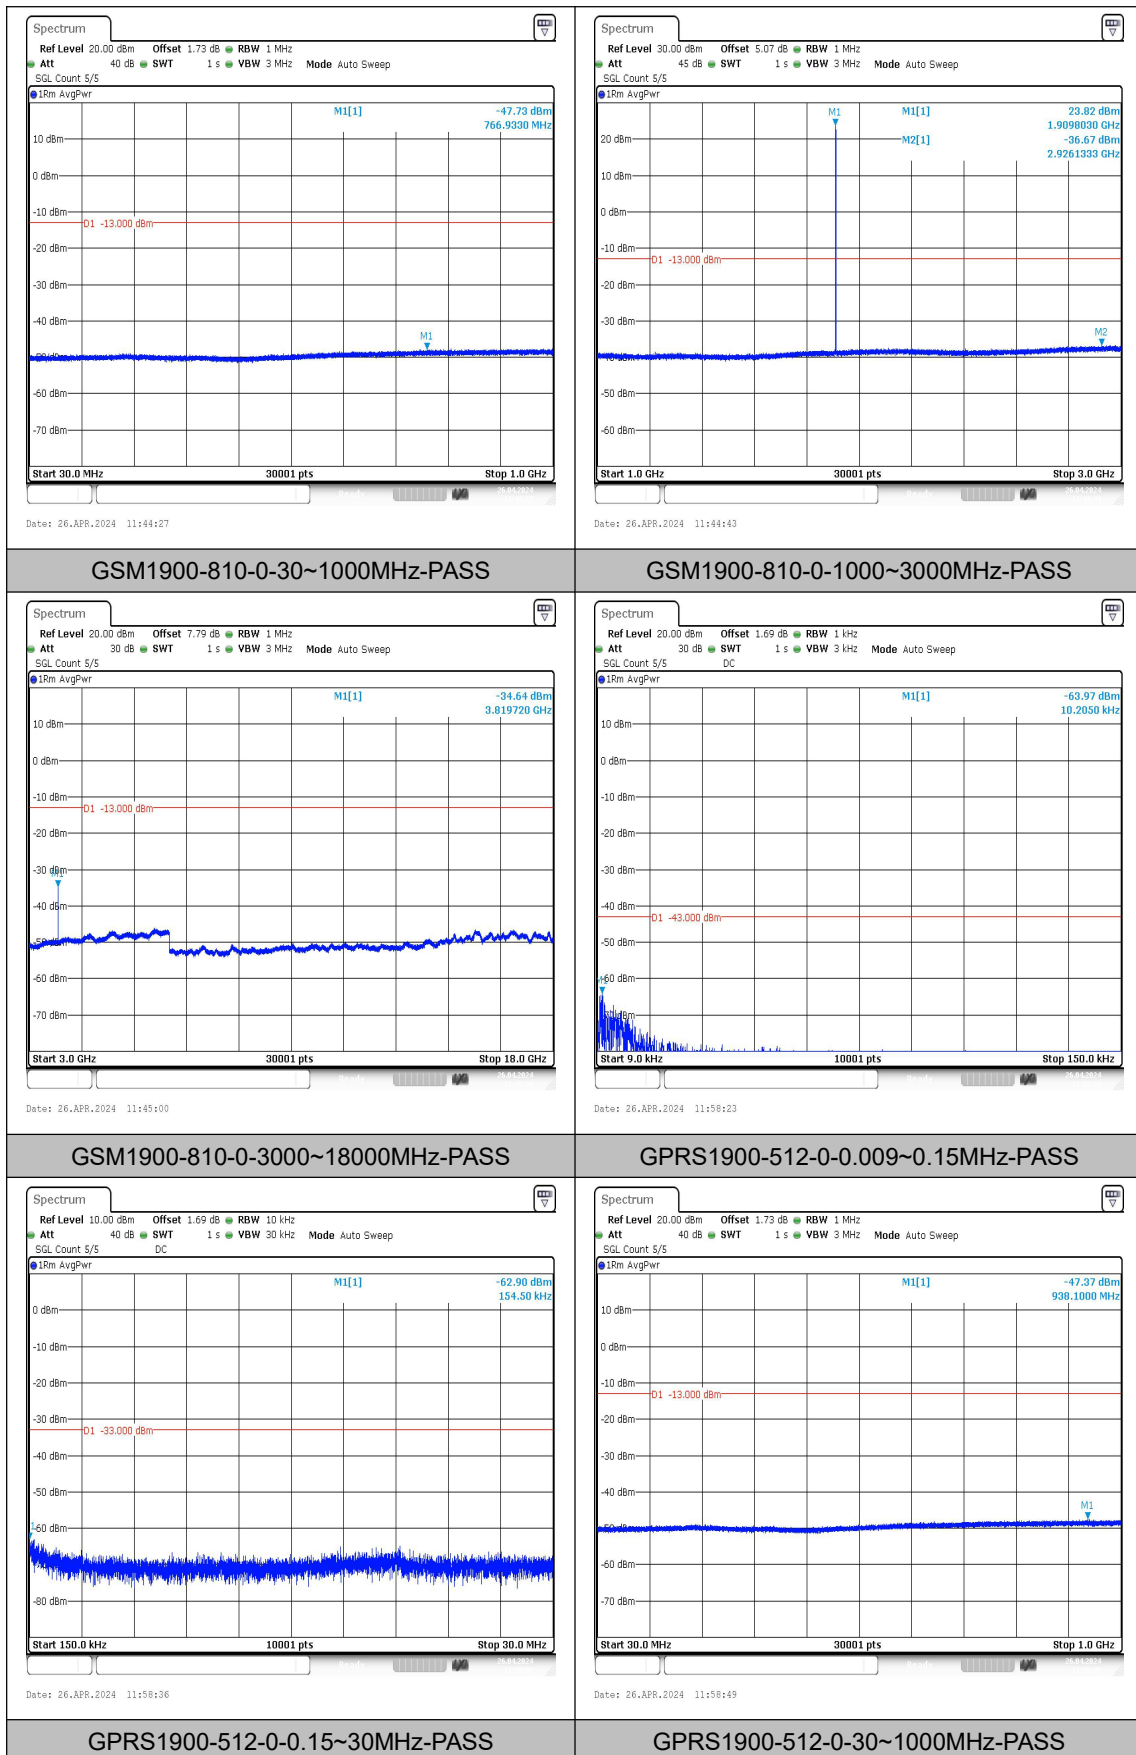 Spectrum
Ref Level 20.00 dBm Offset 1.73 dB RBW 1 MHz
Att 40 dB SWT 1 s VBW 3 MHz Mode Auto Sweep
SGL Count 5/5
1Rm AvgPwr
M1[1] -47.73 dBm
766.9330 MHz
10 dBm
0 dBm
-10 dBm
D1 -13.000 dBm
-20 dBm
-30 dBm
-40 dBm
M1
-50 dBm
-60 dBm
-70 dBm
Start 30.0 MHz 30001 pts Stop 1.0 GHz
Date: 26.APR.2024 11:44:27
GSM1900-810-0-30~1000MHz-PASS
Spectrum
Ref Level 30.00 dBm Offset 5.07 dB RBW 1 MHz
Att 45 dB SWT 1 s VBW 3 MHz Mode Auto Sweep
SGL Count 5/5
1Rm AvgPwr
M1 M1[1] 23.82 dBm
1.9098030 GHz
20 dBm
M2[1] -36.67 dBm
2.9261333 GHz
10 dBm
0 dBm
-10 dBm
D1 -13.000 dBm
-20 dBm
-30 dBm
M2
-40 dBm
-50 dBm
-60 dBm
Start 1.0 GHz 30001 pts Stop 3.0 GHz
Date: 26.APR.2024 11:44:43
GSM1900-810-0-1000~3000MHz-PASS
Spectrum
Ref Level 20.00 dBm Offset 7.79 dB RBW 1 MHz
Att 30 dB SWT 1 s VBW 3 MHz Mode Auto Sweep
SGL Count 5/5
1Rm AvgPwr
M1[1] -34.64 dBm
3.819720 GHz
10 dBm
0 dBm
-10 dBm
D1 -13.000 dBm
-20 dBm
-30 dBm
M1
-40 dBm
-50 dBm
-60 dBm
-70 dBm
Start 3.0 GHz 30001 pts Stop 18.0 GHz
Date: 26.APR.2024 11:45:00
GSM1900-810-0-3000~18000MHz-PASS
Spectrum
Ref Level 20.00 dBm Offset 1.69 dB RBW 1 kHz
Att 30 dB SWT 1 s VBW 3 kHz Mode Auto Sweep
SGL Count 5/5 DC
1Rm AvgPwr
M1[1] -63.97 dBm
10.2050 kHz
10 dBm
0 dBm
-10 dBm
-20 dBm
-30 dBm
-40 dBm
D1 -43.000 dBm
-50 dBm
-60 dBm
-70 dBm
Start 9.0 kHz 10001 pts Stop 150.0 kHz
Date: 26.APR.2024 11:58:23
GPRS1900-512-0-0.009~0.15MHz-PASS
Spectrum
Ref Level 10.00 dBm Offset 1.69 dB RBW 10 kHz
Att 40 dB SWT 1 s VBW 30 kHz Mode Auto Sweep
SGL Count 5/5 DC
1Rm AvgPwr
M1[1] -62.90 dBm
154.50 kHz
0 dBm
-10 dBm
-20 dBm
-30 dBm
D1 -33.000 dBm
-40 dBm
-50 dBm
-60 dBm
-80 dBm
Start 150.0 kHz 10001 pts Stop 30.0 MHz
Date: 26.APR.2024 11:58:36
GPRS1900-512-0-0.15~30MHz-PASS
Spectrum
Ref Level 20.00 dBm Offset 1.73 dB RBW 1 MHz
Att 40 dB SWT 1 s VBW 3 MHz Mode Auto Sweep
SGL Count 5/5
1Rm AvgPwr
M1[1] -47.37 dBm
938.1000 MHz
10 dBm
0 dBm
-10 dBm
D1 -13.000 dBm
-20 dBm
-30 dBm
-40 dBm
M1
-50 dBm
-60 dBm
-70 dBm
Start 30.0 MHz 30001 pts Stop 1.0 GHz
Date: 26.APR.2024 11:58:49
GPRS1900-512-0-30~1000MHz-PASS